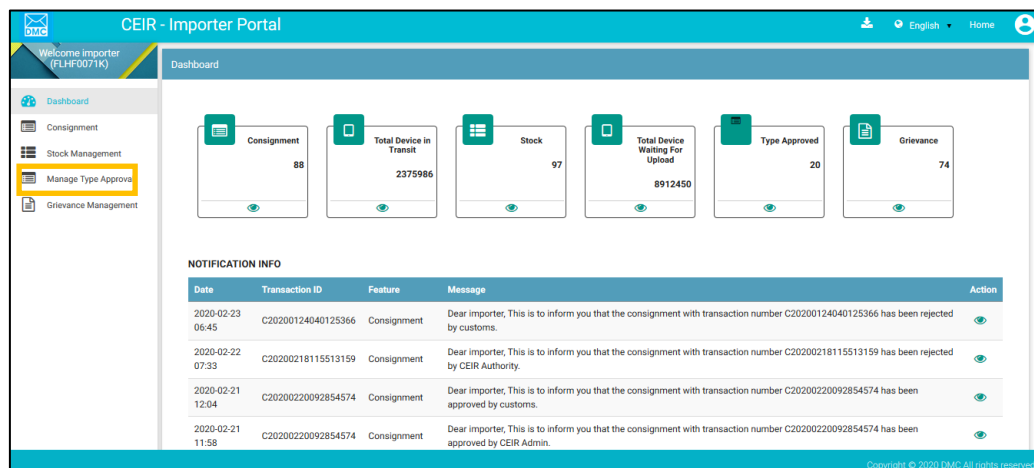 DMC
CEIR - Importer Portal
English
Home
Welcome importer
(FLHF0071K)
Dashboard
Dashboard
Consignment
Stock Management
Manage Type Approval
Grievance Management
Consignment
88
Total Device in
Transit
2375986
Stock
97
Total Device
Waiting For
Upload
8912450
Type Approved
20
Grievance
74
NOTIFICATION INFO
Date Transaction ID Feature Message Action
2020-02-23
06:45
C20200124040125366 Consignment
Dear importer, This is to inform you that the consignment with transaction number C20200124040125366 has been rejected
by customs.
2020-02-22
07:33
C20200218115513159 Consignment
Dear importer, This is to inform you that the consignment with transaction number C20200218115513159 has been rejected
by CEIR Authority.
2020-02-21
12:04
C20200220092854574 Consignment
Dear importer, This is to inform you that the consignment with transaction number C20200220092854574 has been
approved by customs.
2020-02-21
11:58
C20200220092854574 Consignment
Dear importer, This is to inform you that the consignment with transaction number C20200220092854574 has been
approved by CEIR Admin.
Copyright © 2020 DMC All rights reserved